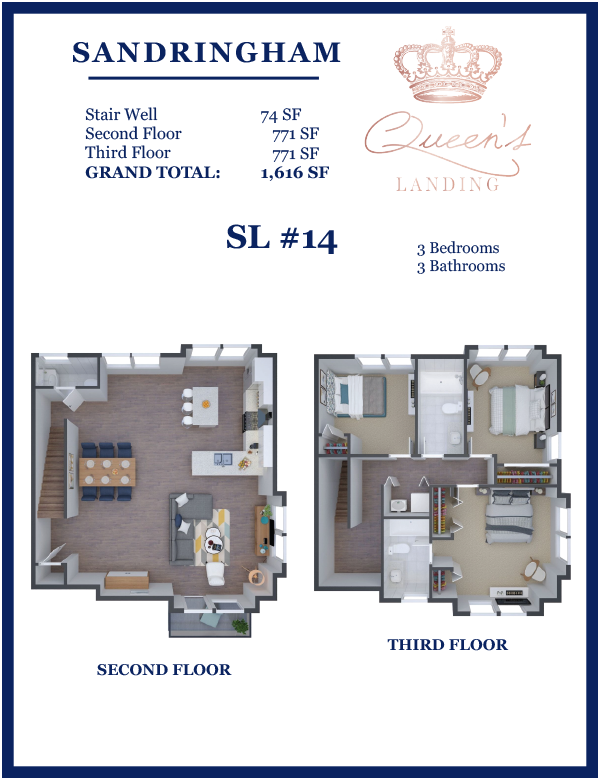 SANDRINGHAM
Stair Well 74 SF
Second Floor 771 SF
Third Floor 771 SF
GRAND TOTAL: 1,616 SF
Queen's
LANDING
SL #14
3 Bedrooms
3 Bathrooms
SECOND FLOOR
THIRD FLOOR